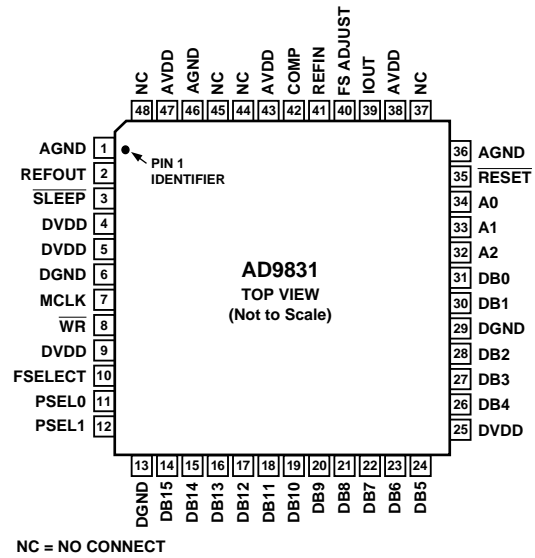 NC AVDD AGND NC NC AVDD COMP REFIN FS ADJUST IOUT AVDD NC
48 47 46 45 44 43 42 41 40 39 38 37
AGND 1
REFOUT 2
SLEEP 3
DVDD 4
DVDD 5
DGND 6
MCLK 7
WR 8
DVDD 9
FSELECT 10
PSEL0 11
PSEL1 12
PIN 1
IDENTIFIER
AD9831
TOP VIEW
(Not to Scale)
36 AGND
35 RESET
34 A0
33 A1
32 A2
31 DB0
30 DB1
29 DGND
28 DB2
27 DB3
26 DB4
25 DVDD
13 14 15 16 17 18 19 20 21 22 23 24
DGND DB15 DB14 DB13 DB12 DB11 DB10 DB9 DB8 DB7 DB6 DB5
NC = NO CONNECT